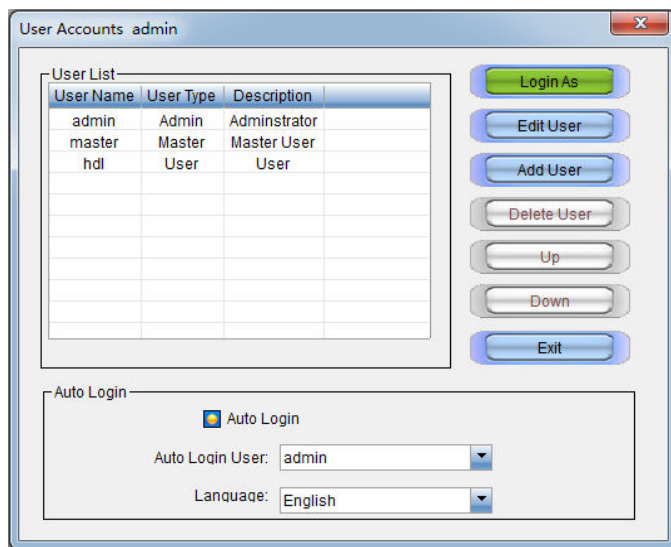 User Accounts admin
User List
User Name User Type Description
admin Admin Adminstrator
master Master Master User
hdl User User
Login As
Edit User
Add User
Delete User
Up
Down
Exit
Auto Login
Auto Login
Auto Login User: admin
Language: English